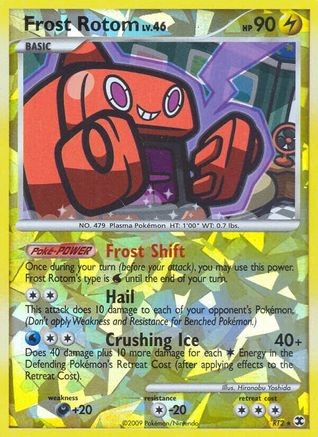 Frost Rotom LV.46 HP 90
BASIC
NO. 479 Plasma Pokémon HT: 1'00" WT: 0.7 lbs.
Poké-POWER Frost Shift
Once during your turn (before your attack), you may use this power.
Frost Rotom's type is until the end of your turn.
Hail
This attack does 10 damage to each of your opponent's Pokémon.
(Don't apply Weakness and Resistance for Benched Pokémon.)
Crushing Ice 40+
Does 40 damage plus 10 more damage for each Energy in the
Defending Pokémon's Retreat Cost (after applying effects to the
Retreat Cost).
Illus. Hironobu Yoshida
weakness resistance retreat cost
+20 -20
RT2
©2009 Pokémon/Nintendo